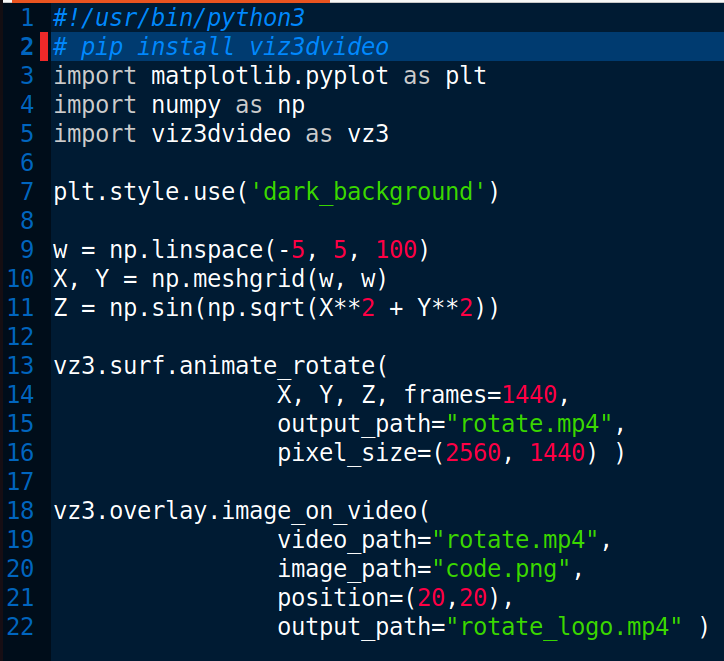 1 #!/usr/bin/python3
2 # pip install viz3dvideo
3 import matplotlib.pyplot as plt
4 import numpy as np
5 import viz3dvideo as vz3
6
7 plt.style.use('dark_background')
8
9 w = np.linspace(-5, 5, 100)
10 X, Y = np.meshgrid(w, w)
11 Z = np.sin(np.sqrt(X**2 + Y**2))
12
13 vz3.surf.animate_rotate(
14                 X, Y, Z, frames=1440,
15                 output_path="rotate.mp4",
16                 pixel_size=(2560, 1440) )
17
18 vz3.overlay.image_on_video(
19                 video_path="rotate.mp4",
20                 image_path="code.png",
21                 position=(20,20),
22                 output_path="rotate_logo.mp4" )